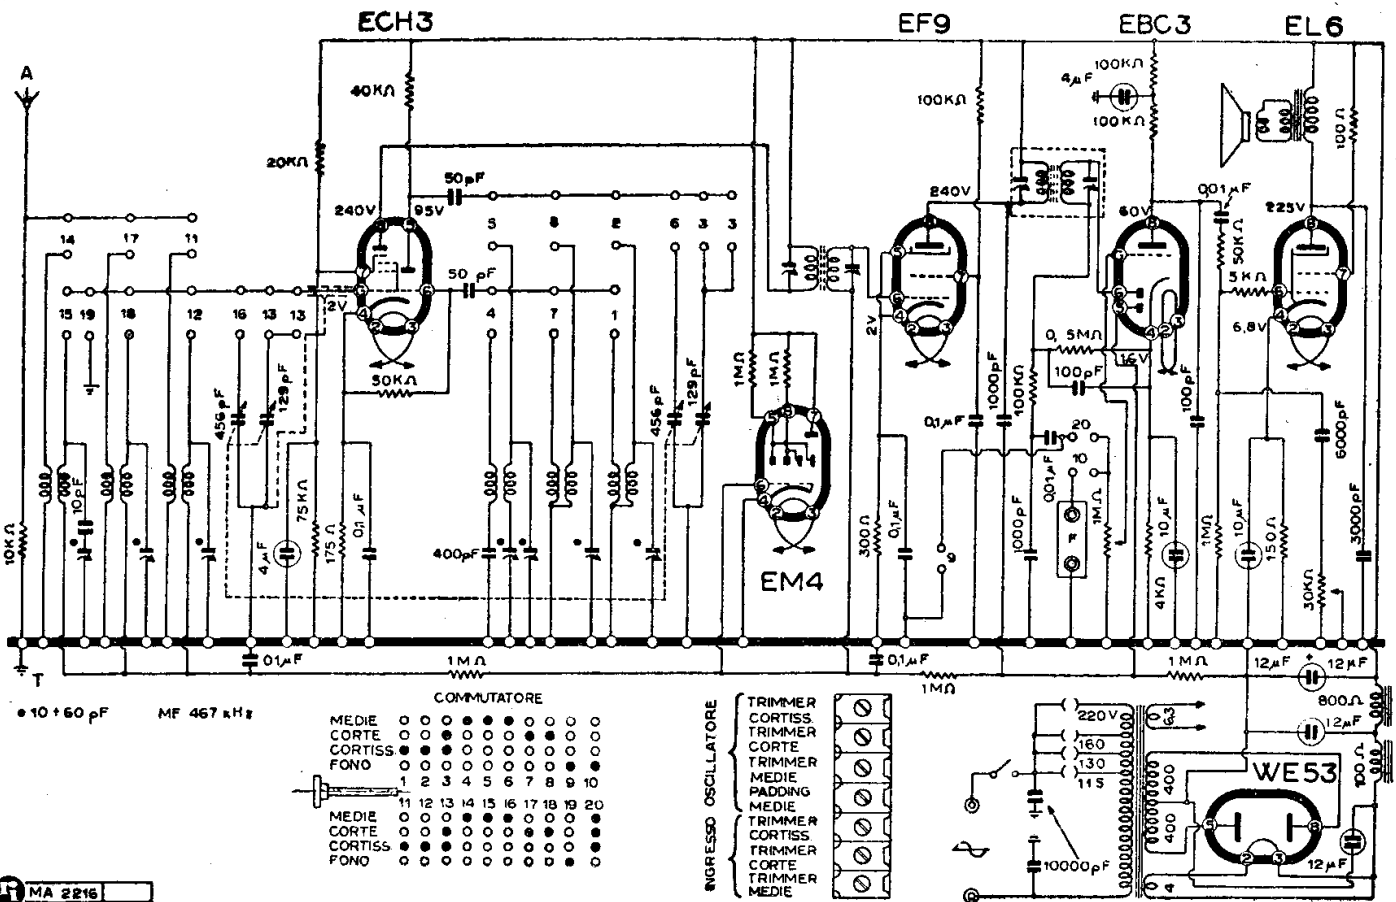 ECH3
EF9
EBC3
EL6
A
40KΩ
20KΩ
50pF
240V
95V
100KΩ
4µF
100KΩ
100KΩ
100Ω
240V
60V
0,01µF
50KΩ
225V
5KΩ
6,8V
14 17 11
5 8 2 6 3 3
50 pF
2V
15 19 18 12 16 13 13
4 7 1
456pF
129pF
50KΩ
456pF
129pF
1MΩ
1MΩ
2V
0,5MΩ
16V
100pF
1000pF
100KΩ
100pF
0,1µF
20
10
0,01µF
6000pF
10KΩ
10pF
4µF
75KΩ
175Ω
0,1µF
400pF
EM4
300Ω
0,1µF
9
1000pF
F
1MΩ
4KΩ
10µF
1MΩ
10µF
150Ω
30KΩ
3000pF
T
01µF
1MΩ
0,1µF
1MΩ
1MΩ
12µF
12µF
• 10÷60 pF
MF 467 kHz
800Ω
12µF
100Ω
COMMUTATORE
MEDIE
CORTE
CORTISS.
FONO
1 2 3 4 5 6 7 8 9 10
11 12 13 14 15 16 17 18 19 20
MEDIE
CORTE
CORTISS.
FONO
OSCILLATORE
TRIMMER
CORTISS.
TRIMMER
CORTE
TRIMMER
MEDIE
PADDING
MEDIE
INGRESSO
TRIMMER
CORTISS.
TRIMMER
CORTE
TRIMMER
MEDIE
220V
160
130
115
6,3
400
400
4
10000pF
WE53
12µF
MA 2216